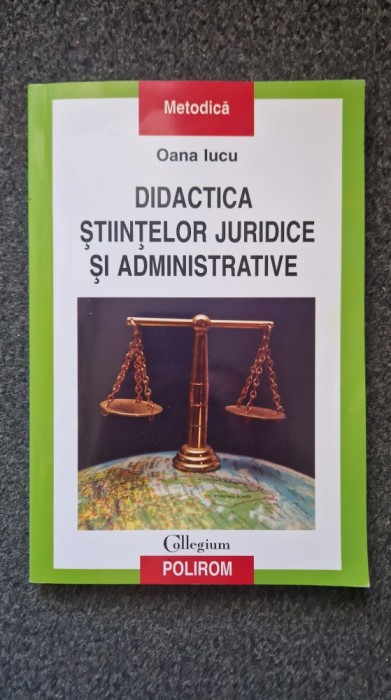 Metodică
Oana Iucu
DIDACTICA
ŞTIINŢELOR JURIDICE
ŞI ADMINISTRATIVE
Collegium
POLIROM